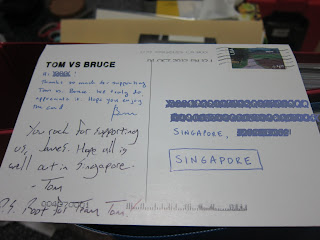 TOM VS BRUCE
Hi
Thanks so much for supporting
Tom vs. Bruce. We really do
appreciate it. Hope you enjoy
the card
You rock for supporting
us, James. Hope all is
well out in Singapore.
- Tom
P.S. Root for Team Tom.
SINGAPORE,
SINGAPORE